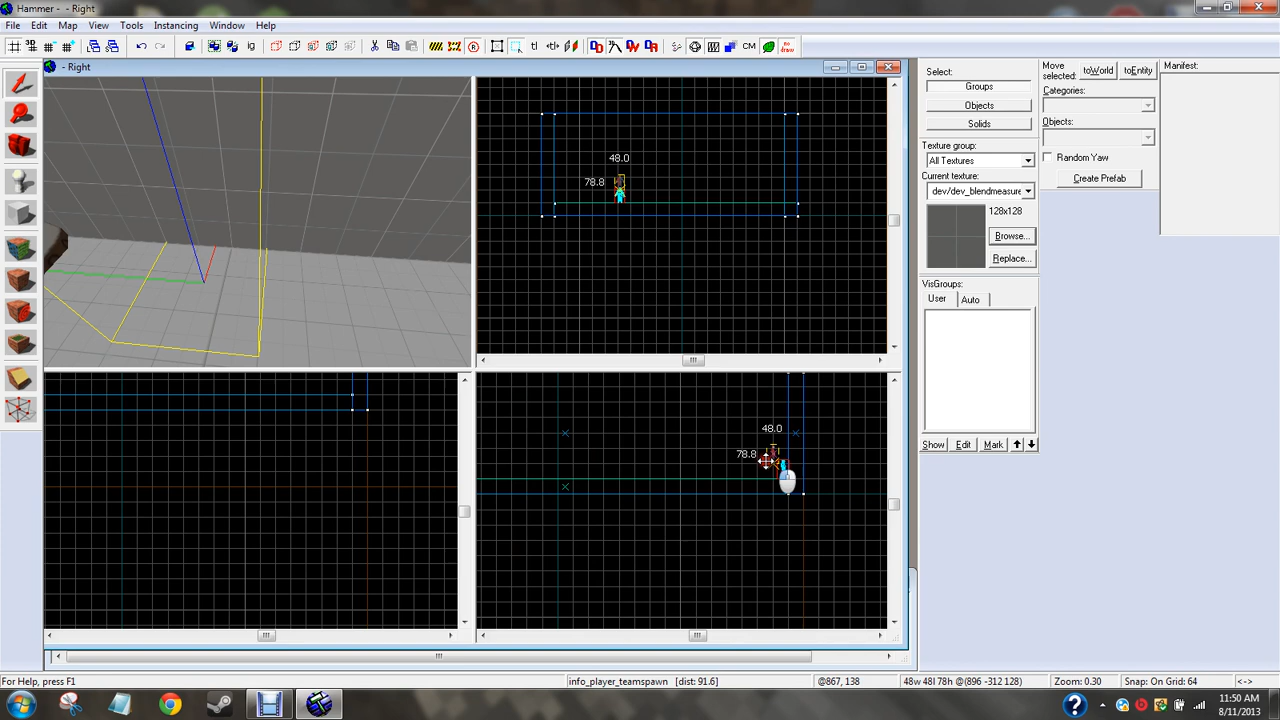 Hammer - - Right
File Edit Map View Tools Instancing Window Help
3D
ig
CM
- Right
48.0
78.8
48.0
78.8
Select:
Groups
Objects
Solids
Texture group:
All Textures
Current texture:
dev/dev_blendmeasure
128x128
Browse...
Replace...
VisGroups:
User
Auto
Show
Edit
Mark
Move selected:
toWorld
toEntity
Categories:
Objects:
Random Yaw
Create Prefab
Manifest:
For Help, press F1
info_player_teamspawn [dist: 91.6]
@867, 138
48w 48l 78h @(896 -312 128)
Zoom: 0.30
Snap: On Grid: 64
<->
11:50 AM
8/11/2013